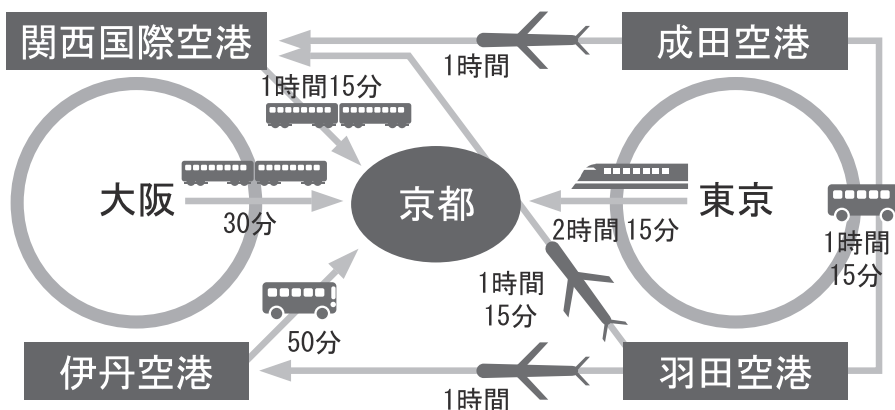 関西国際空港
成田空港
1時間
1時間15分
大阪
30分
京都
2時間15分
東京
1時間
15分
1時間
15分
50分
伊丹空港
1時間
羽田空港